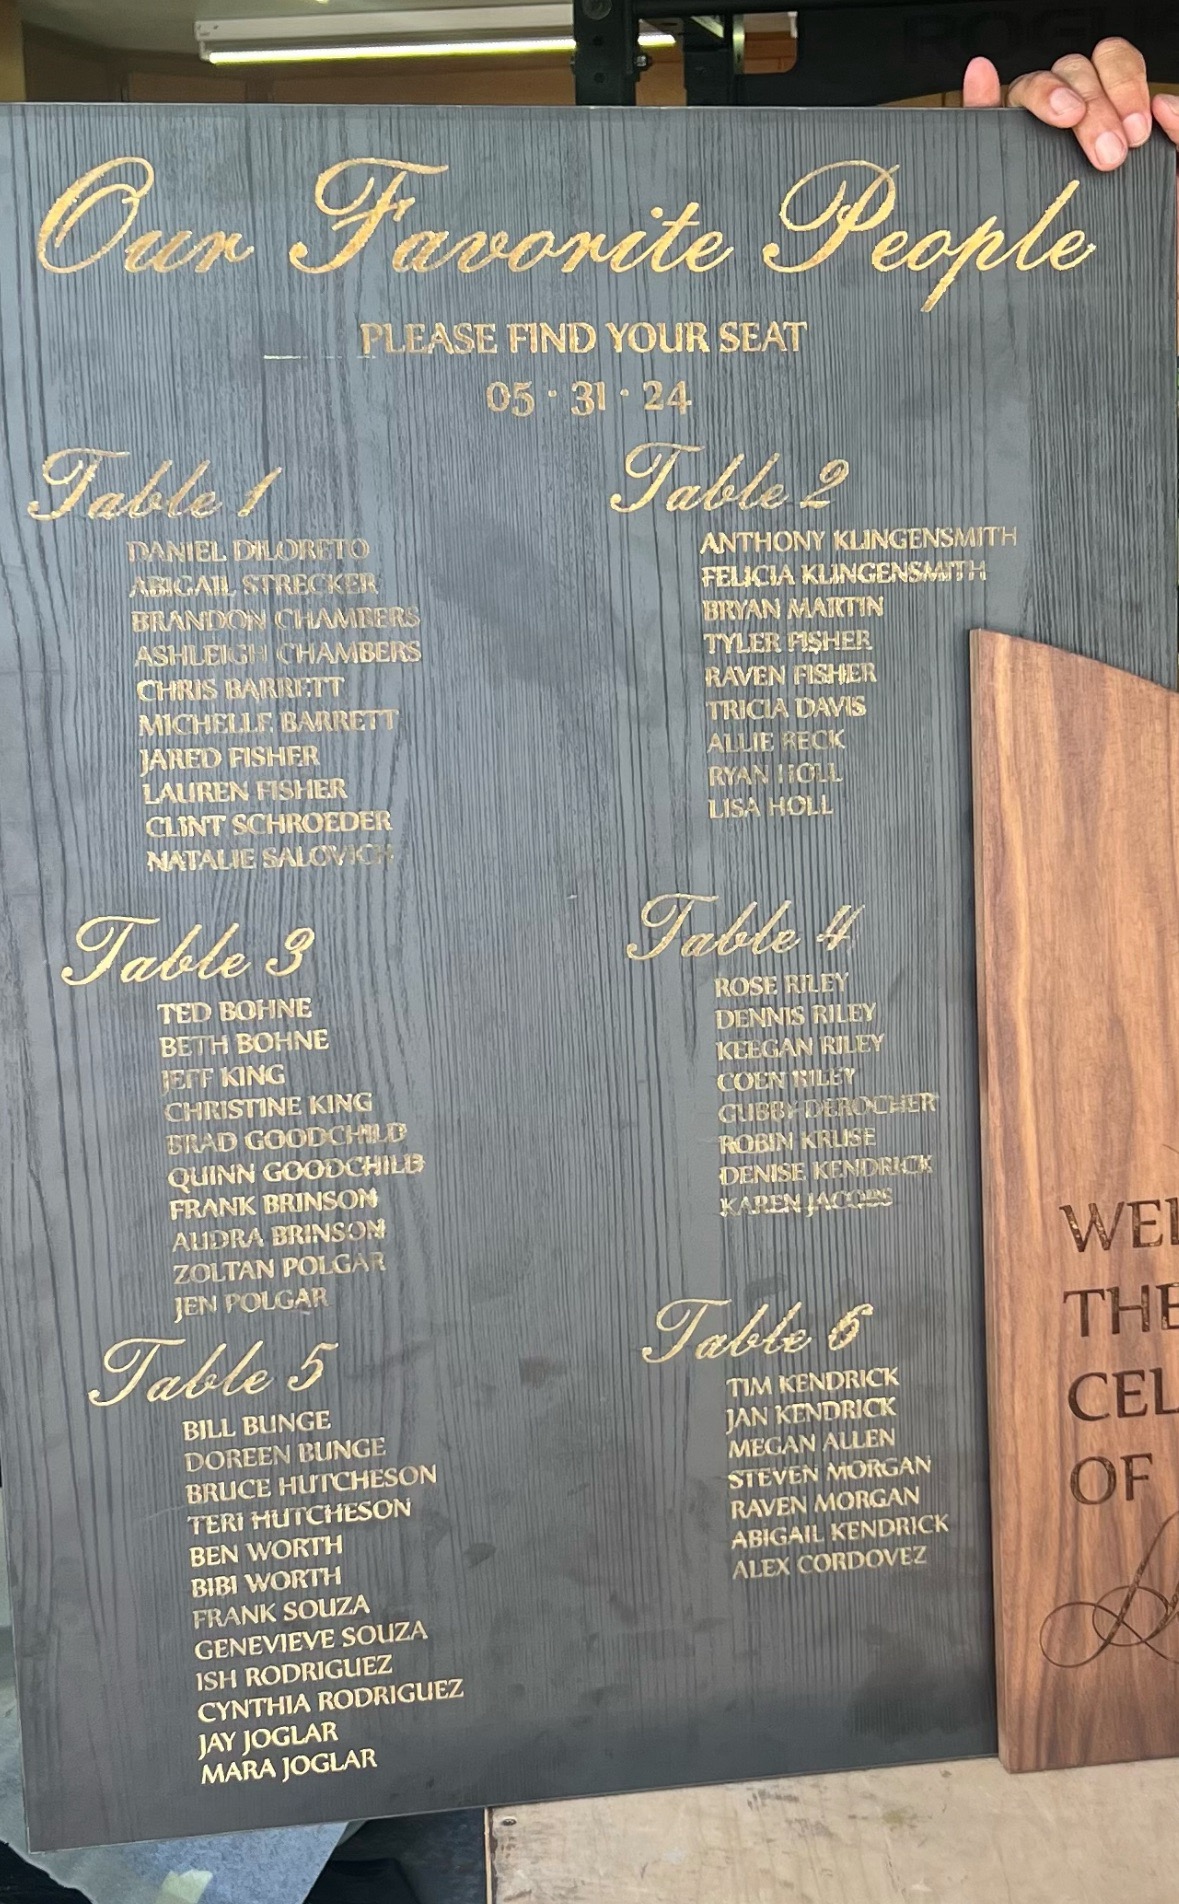 Our Favorite People
PLEASE FIND YOUR SEAT
05 · 31 · 24
Table 1
DANIEL DILORETO
ABIGAIL STRECKER
BRANDON CHAMBERS
ASHLEIGH CHAMBERS
CHRIS BARRETT
MICHELLE BARRETT
JARED FISHER
LAUREN FISHER
CLINT SCHROEDER
NATALIE SALOVICH
Table 2
ANTHONY KLINGENSMITH
FELICIA KLINGENSMITH
BRYAN MARTIN
TYLER FISHER
RAVEN FISHER
TRICIA DAVIS
ALLIE
RYAN HOLL
LISA HOLL
Table 3
TED BOHNE
BETH BOHNE
JEFF KING
CHRISTINE KING
BRAD GOODCHILD
QUINN GOODCHILD
FRANK BRINSON
AUDRA BRINSON
ZOLTAN POLGAR
JEN POLGAR
Table 4
ROSE RILEY
DENNIS RILEY
KEEGAN RILEY
COEN RILEY
DEROCHER
ROBIN KRUSE
DENISE KENDRICK
KAREN JACOBS
Table 5
BILL BUNGE
DOREEN BUNGE
BRUCE HUTCHESON
TERI HUTCHESON
BEN WORTH
BIBI WORTH
FRANK SOUZA
GENEVIEVE SOUZA
ISH RODRIGUEZ
CYNTHIA RODRIGUEZ
JAY JOGLAR
MARA JOGLAR
Table 6
TIM KENDRICK
JAN KENDRICK
MEGAN ALLEN
STEVEN MORGAN
RAVEN MORGAN
ABIGAIL KENDRICK
ALEX CORDOVEZ
WEL
THE
CEL
OF